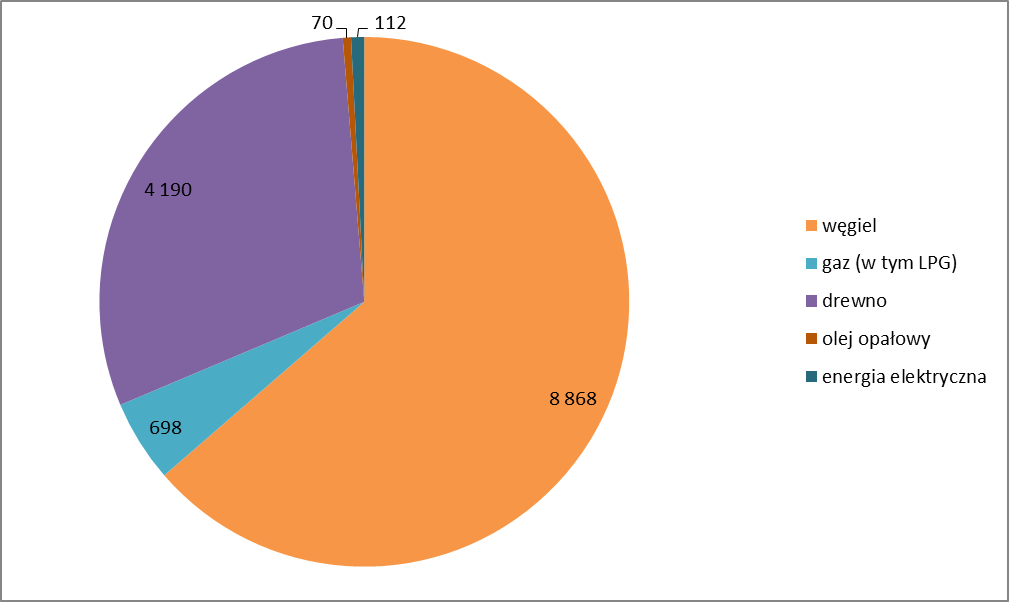 70
112
4 190
698
8 868
węgiel
gaz (w tym LPG)
drewno
olej opałowy
energia elektryczna